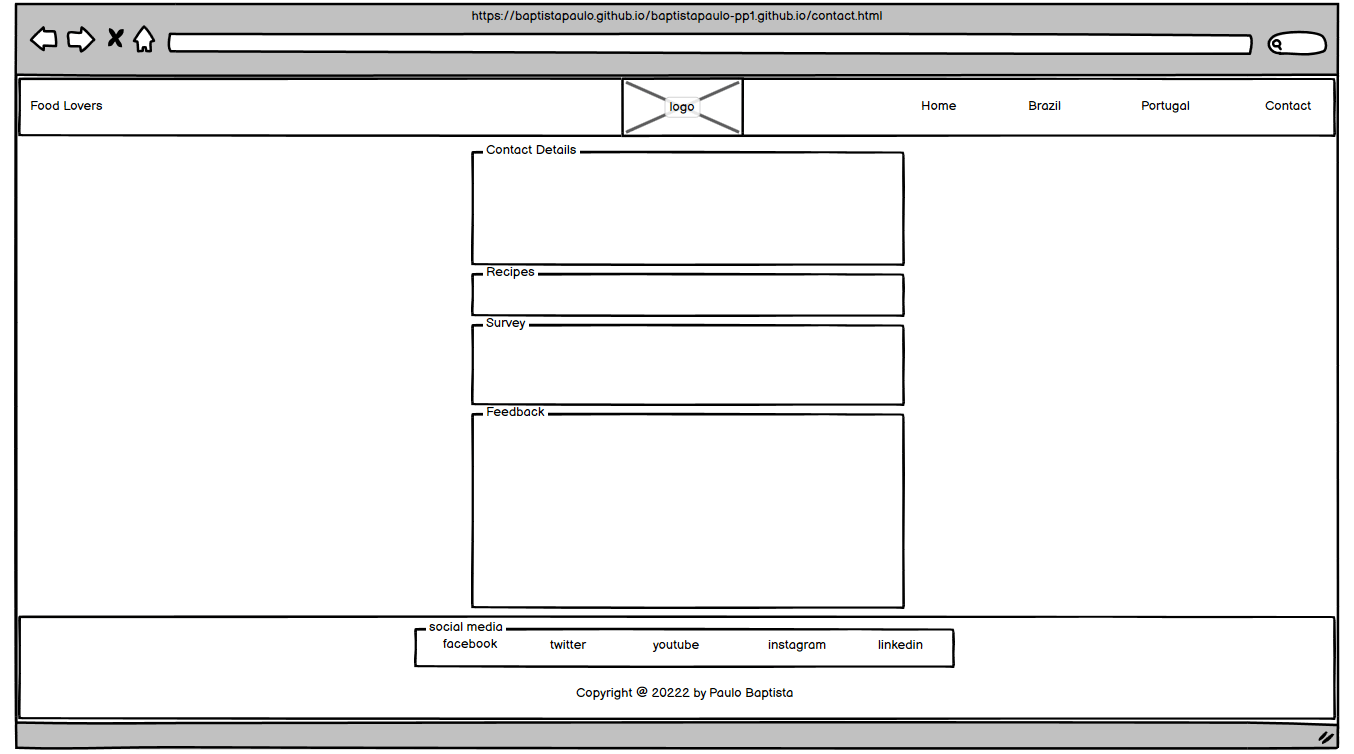 https://baptistapaulo.github.io/baptistapaulo-pp1.github.io/contact.html
Food Lovers logo Home Brazil Portugal Contact
Contact Details
Recipes
Survey
Feedback
social media
facebook twitter youtube instagram linkedin
Copyright @ 20222 by Paulo Baptista